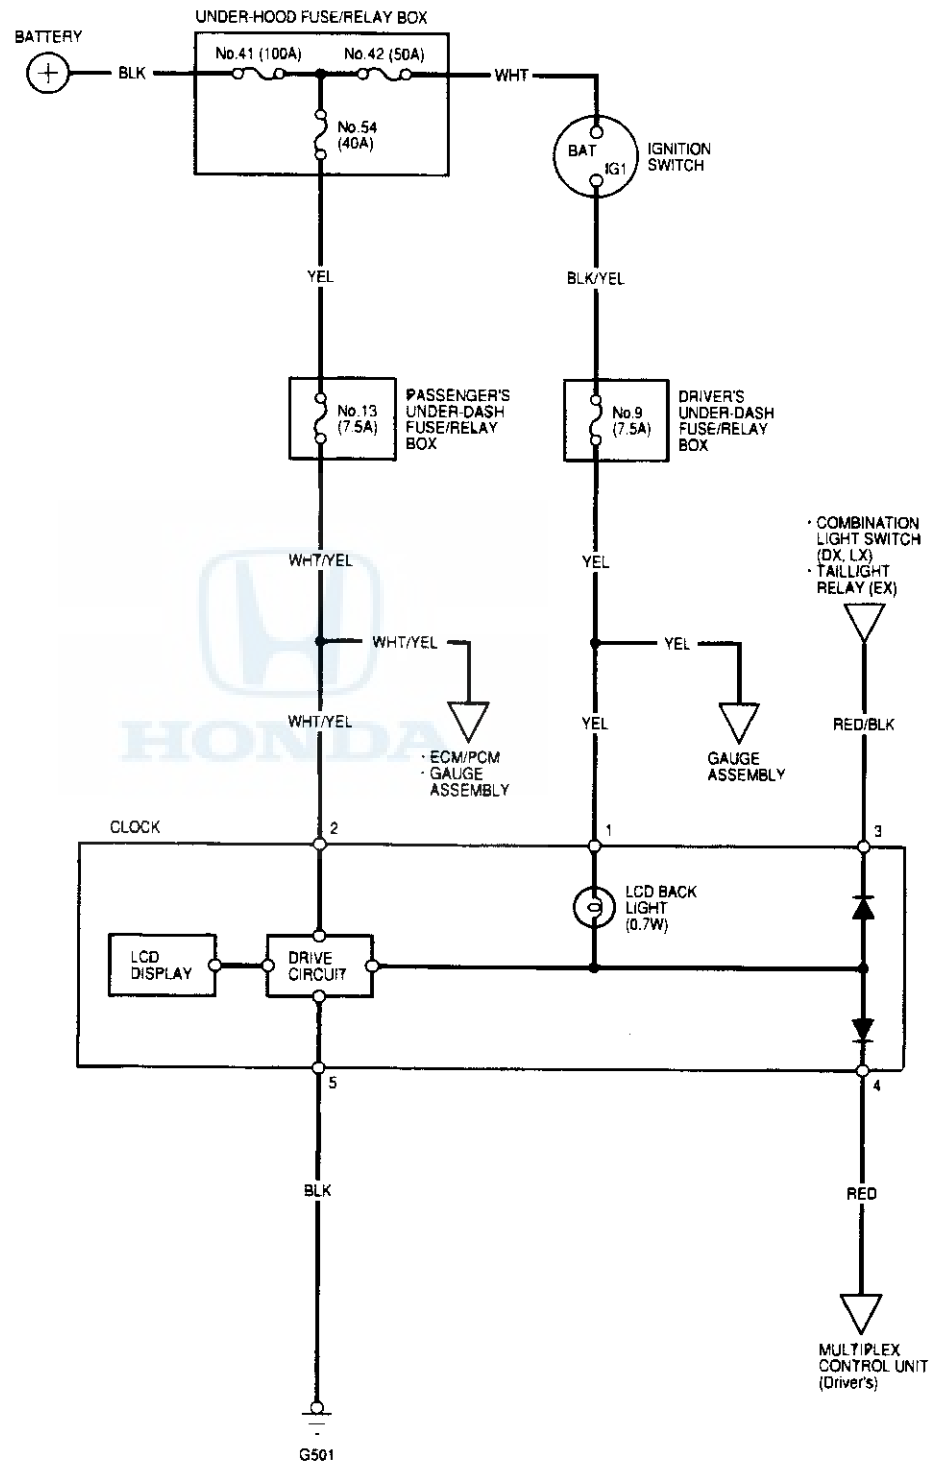 UNDER-HOOD FUSE/RELAY BOX
BATTERY
No.41 (100A)
No.42 (50A)
BLK
WHT
No.54
(40A)
BAT
IG1
IGNITION
SWITCH
YEL
BLK/YEL
No.13
(7.5A)
PASSENGER'S
UNDER-DASH
FUSE/RELAY
BOX
No.9
(7.5A)
DRIVER'S
UNDER-DASH
FUSE/RELAY
BOX
· COMBINATION
LIGHT SWITCH
(DX, LX)
· TAILLIGHT
RELAY (EX)
WHT/YEL
YEL
WHT/YEL
YEL
WHT/YEL
YEL
RED/BLK
HONDA
· ECM/PCM
· GAUGE
ASSEMBLY
GAUGE
ASSEMBLY
CLOCK
2
1
3
LCD BACK
LIGHT
(0.7W)
LCD
DISPLAY
DRIVE
CIRCUIT
5
4
BLK
RED
MULTIPLEX
CONTROL UNIT
(Driver's)
G501